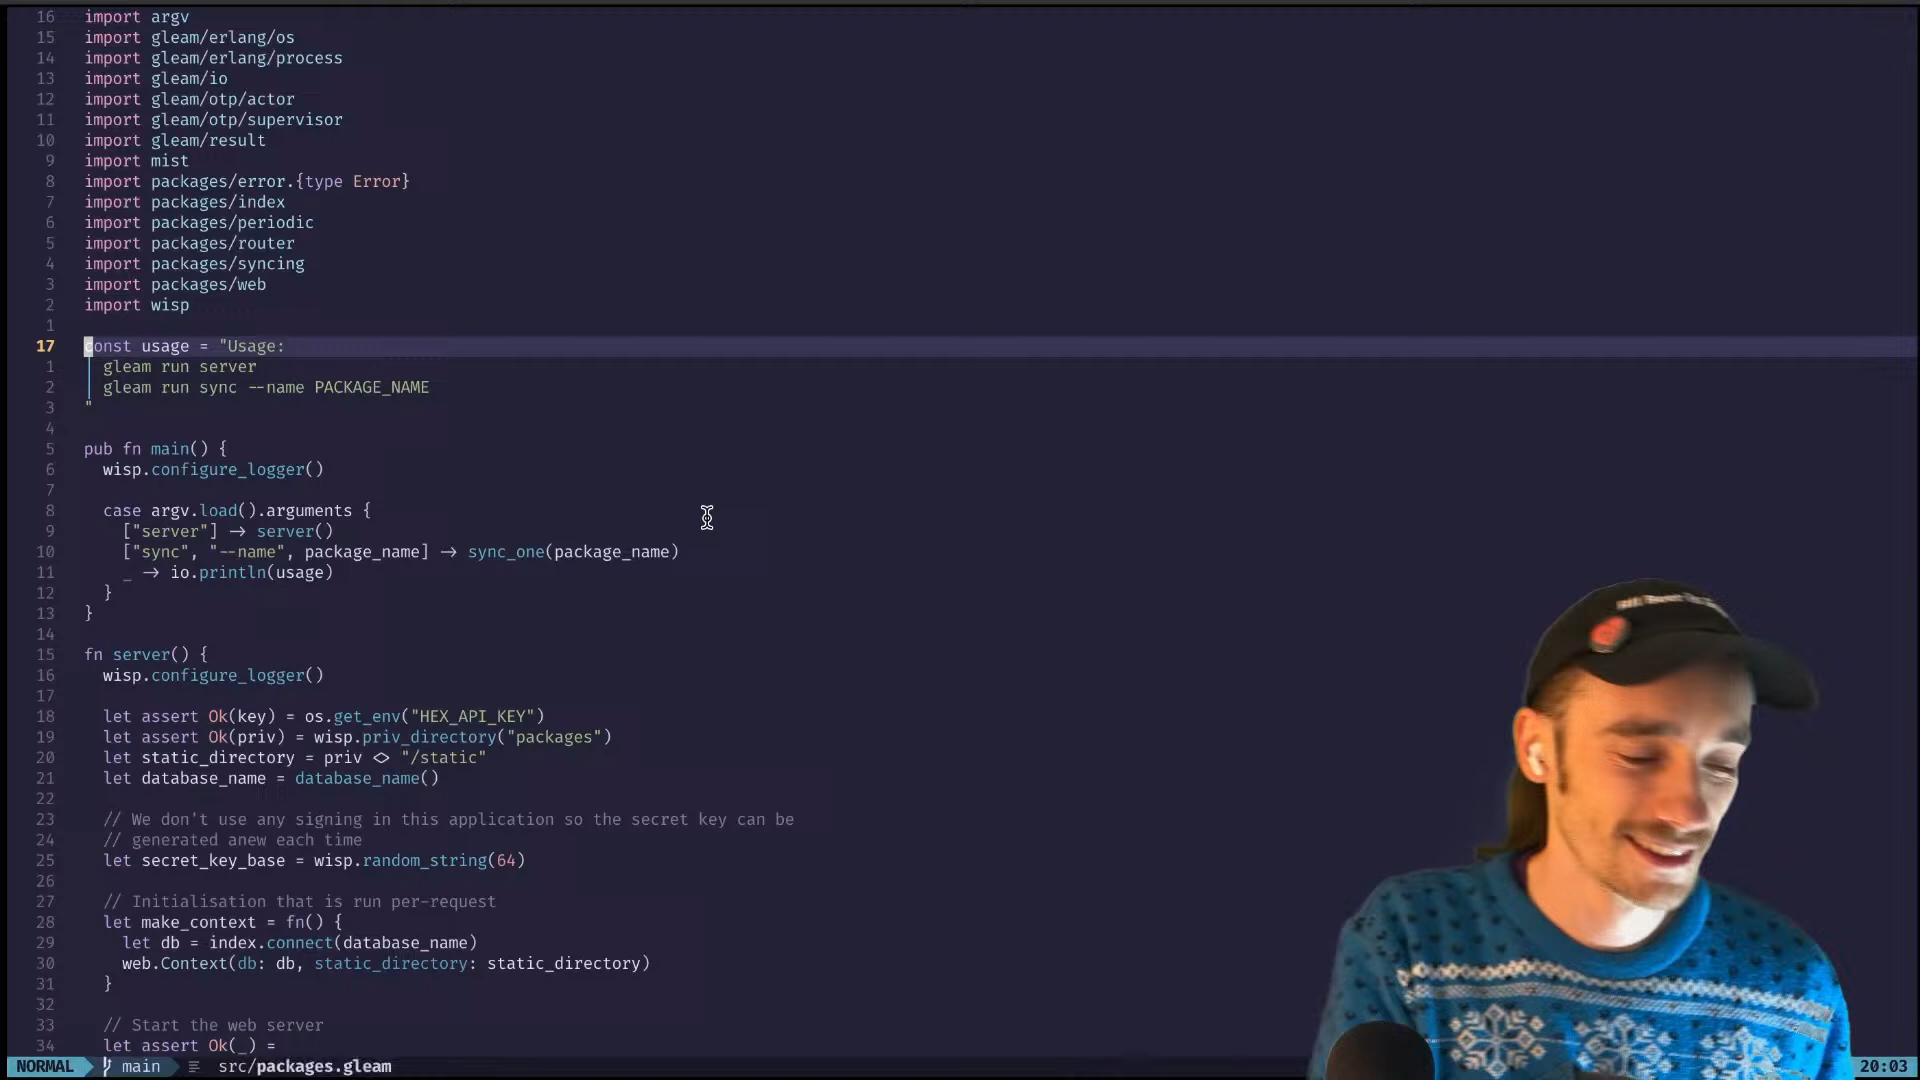 16 import argv
15 import gleam/erlang/os
14 import gleam/erlang/process
13 import gleam/io
12 import gleam/otp/actor
11 import gleam/otp/supervisor
10 import gleam/result
9 import mist
8 import packages/error.{type Error}
7 import packages/index
6 import packages/periodic
5 import packages/router
4 import packages/syncing
3 import packages/web
2 import wisp
1
17 const usage = "Usage:
1 gleam run server
2 gleam run sync --name PACKAGE_NAME
3 "
4
5 pub fn main() {
6 wisp.configure_logger()
7
8 case argv.load().arguments {
9 ["server"] -> server()
10 ["sync", "--name", package_name] -> sync_one(package_name)
11 _ -> io.println(usage)
12 }
13 }
14
15 fn server() {
16 wisp.configure_logger()
17
18 let assert Ok(key) = os.get_env("HEX_API_KEY")
19 let assert Ok(priv) = wisp.priv_directory("packages")
20 let static_directory = priv <> "/static"
21 let database_name = database_name()
22
23 // We don't use any signing in this application so the secret key can be
24 // generated anew each time
25 let secret_key_base = wisp.random_string(64)
26
27 // Initialisation that is run per-request
28 let make_context = fn() {
29 let db = index.connect(database_name)
30 web.Context(db: db, static_directory: static_directory)
31 }
32
33 // Start the web server
34 let assert Ok(_) =
NORMAL main src/packages.gleam 20:03